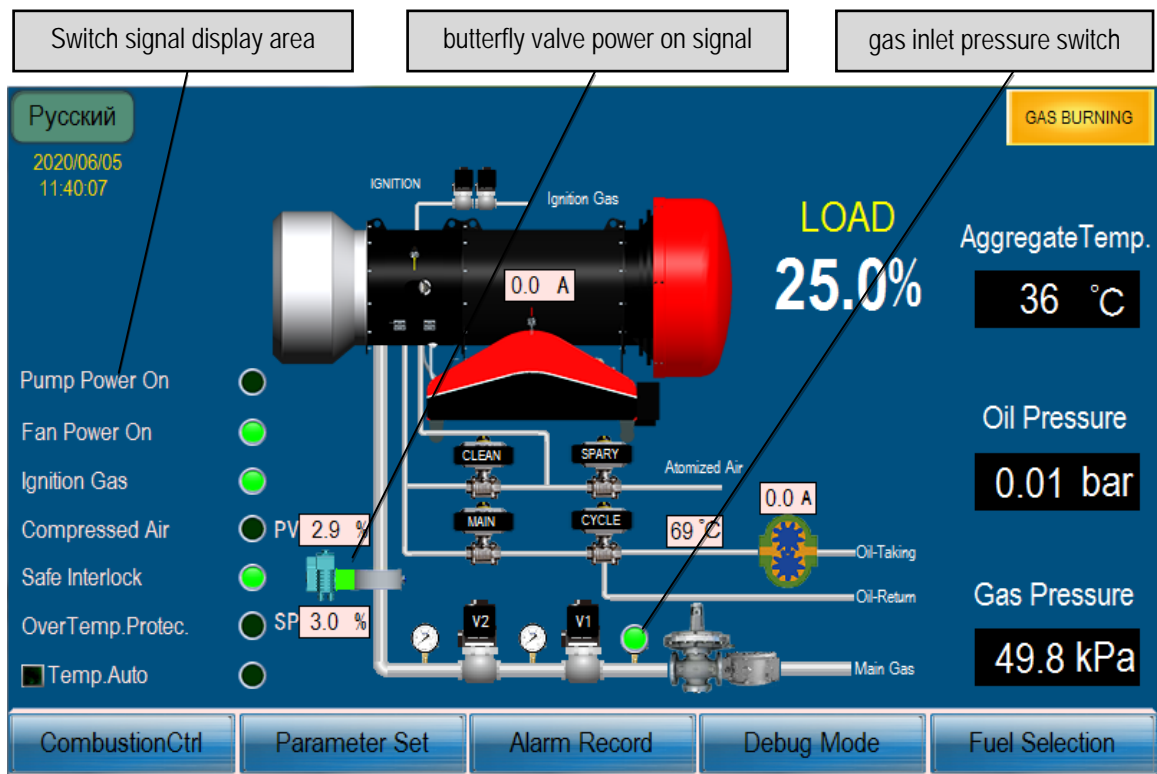 Switch signal display area
butterfly valve power on signal
gas inlet pressure switch
Русский
GAS BURNING
2020/06/05
11:40:07
IGNITION
Ignition Gas
LOAD
25.0%
AggregateTemp.
36 °C
0.0 A
Pump Power On
Fan Power On
Ignition Gas
Compressed Air
Safe Interlock
OverTemp.Protec.
Temp.Auto
PV 2.9 %
SP 3.0 %
CLEAN
SPARY
Atomized Air
MAIN
CYCLE
69 °C
0.0 A
Oil-Taking
Oil-Return
V2
V1
Main Gas
Oil Pressure
0.01 bar
Gas Pressure
49.8 kPa
CombustionCtrl
Parameter Set
Alarm Record
Debug Mode
Fuel Selection